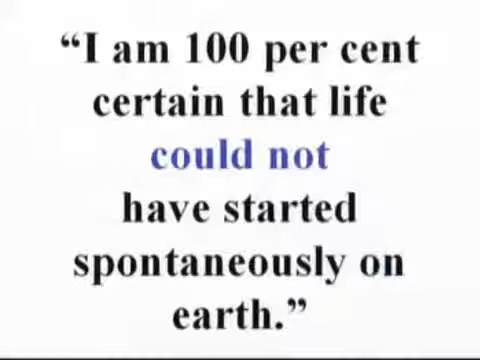 “I am 100 per cent
certain that life
could not
have started
spontaneously on
earth.”